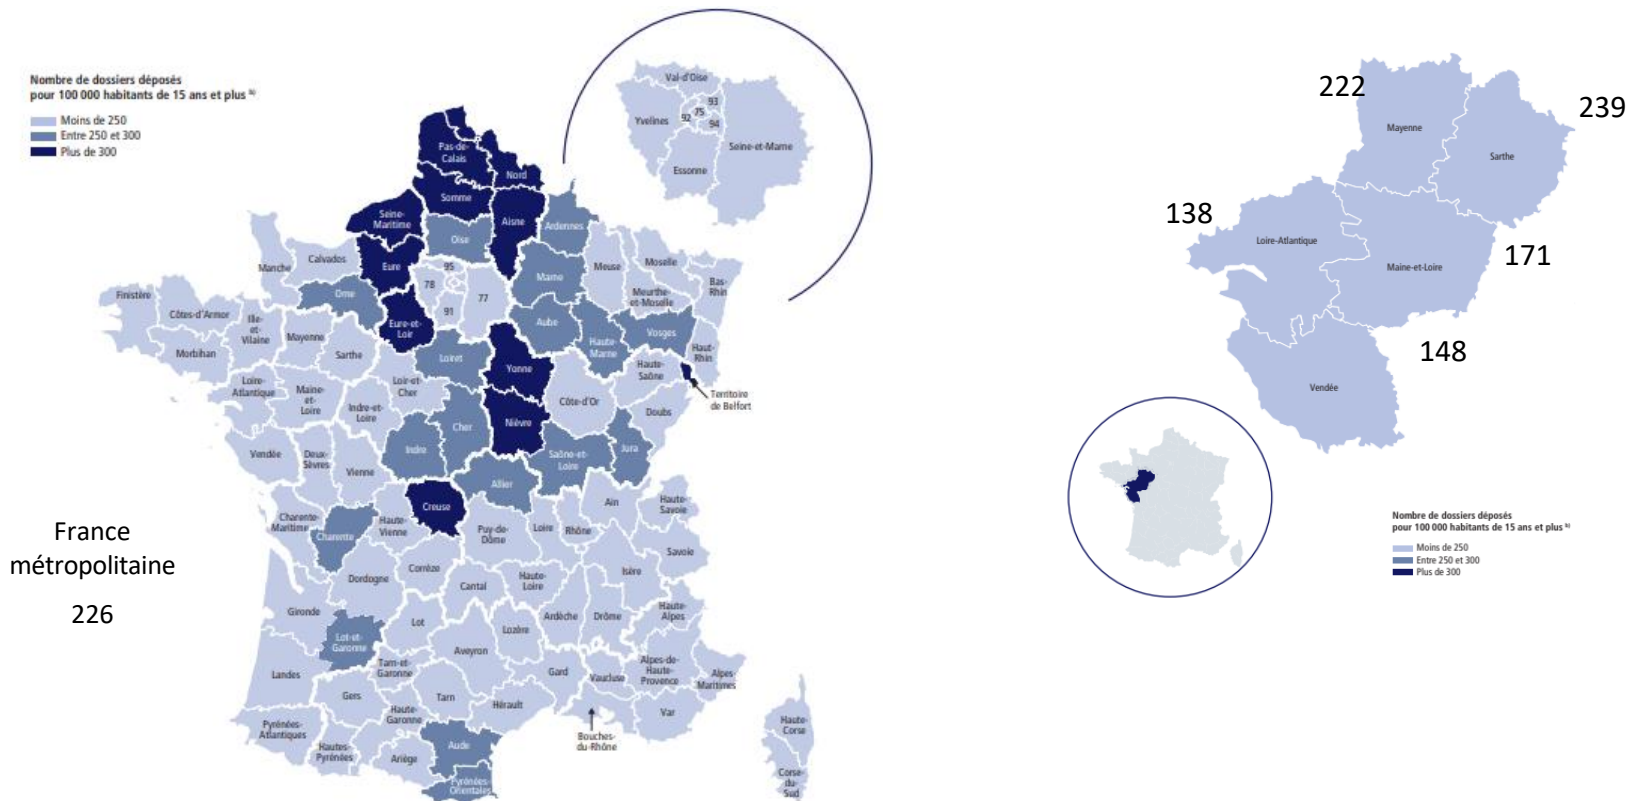 Nombre de dossiers déposés
pour 100 000 habitants de 15 ans et plus b)
Moins de 250
Entre 250 et 300
Plus de 300
Val-d'Oise
Yvelines
93
75
92
94
Seine-et-Marne
Essonne
Pas-de-
Calais
Nord
Somme
Seine-
Maritime
Aisne
Oise
Ardennes
Manche
Calvados
Eure
95
78
77
91
Marne
Meuse
Moselle
Meurthe-
et-Moselle
Bas-
Rhin
Finistère
Côtes-d'Armor
Ille-
et-
Vilaine
Orne
Eure-et-
Loir
Aube
Haute-
Marne
Vosges
Haut-
Rhin
Morbihan
Mayenne
Sarthe
Loiret
Yonne
Haute-
Saône
Territoire
de Belfort
Loire-
Atlantique
Maine-
et-
Loire
Indre-et-
Loire
Loir-et
Cher
Cher
Nièvre
Côte-d'Or
Doubs
Vendée
Deux-
Sèvres
Vienne
Indre
Allier
Saône-et-
Loire
Jura
Charente-
Maritime
Charente
Haute-
Vienne
Creuse
Puy-de-
Dôme
Loire
Rhône
Ain
Haute-
Savoie
Savoie
Dordogne
Corrèze
Cantal
Haute-
Loire
Isère
Gironde
Lot-et-
Garonne
Lot
Aveyron
Lozère
Ardèche
Drôme
Haute-
Alpes
Landes
Gers
Tarn-et-
Garonne
Tarn
Gard
Vaucluse
Alpes-de-
Haute-
Provence
Alpes
Maritimes
Pyrénées-
Atlantiques
Hautes-
Pyrénées
Haute-
Garonne
Ariège
Hérault
Aude
Pyrénées-
Orientales
Bouches-
du-Rhône
Var
Haute-
Corse
Corse-
du-
Sud
France
métropolitaine
226
222
Mayenne
239
Sarthe
138
Loire-Atlantique
Maine-et-Loire
171
148
Vendée
Nombre de dossiers déposés
pour 100 000 habitants de 15 ans et plus b)
Moins de 250
Entre 250 et 300
Plus de 300